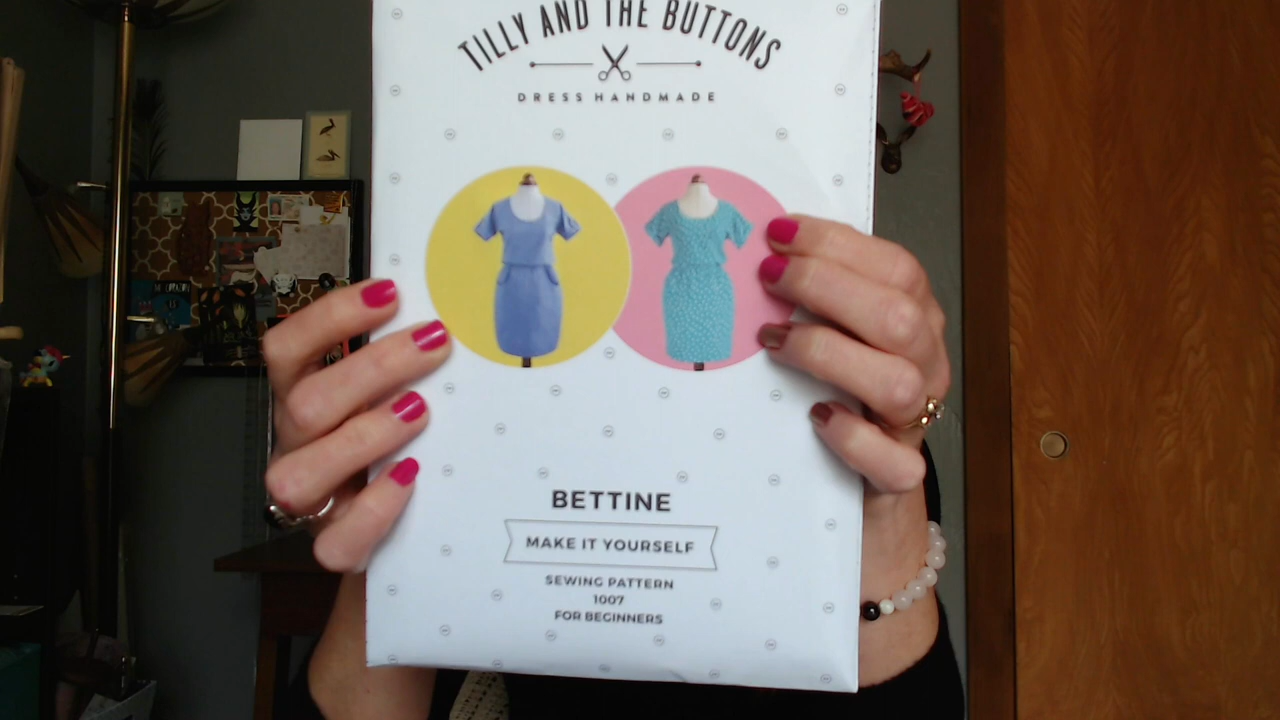 TILLY AND THE BUTTONS
DRESS HANDMADE
BETTINE
MAKE IT YOURSELF
SEWING PATTERN
1007
FOR BEGINNERS